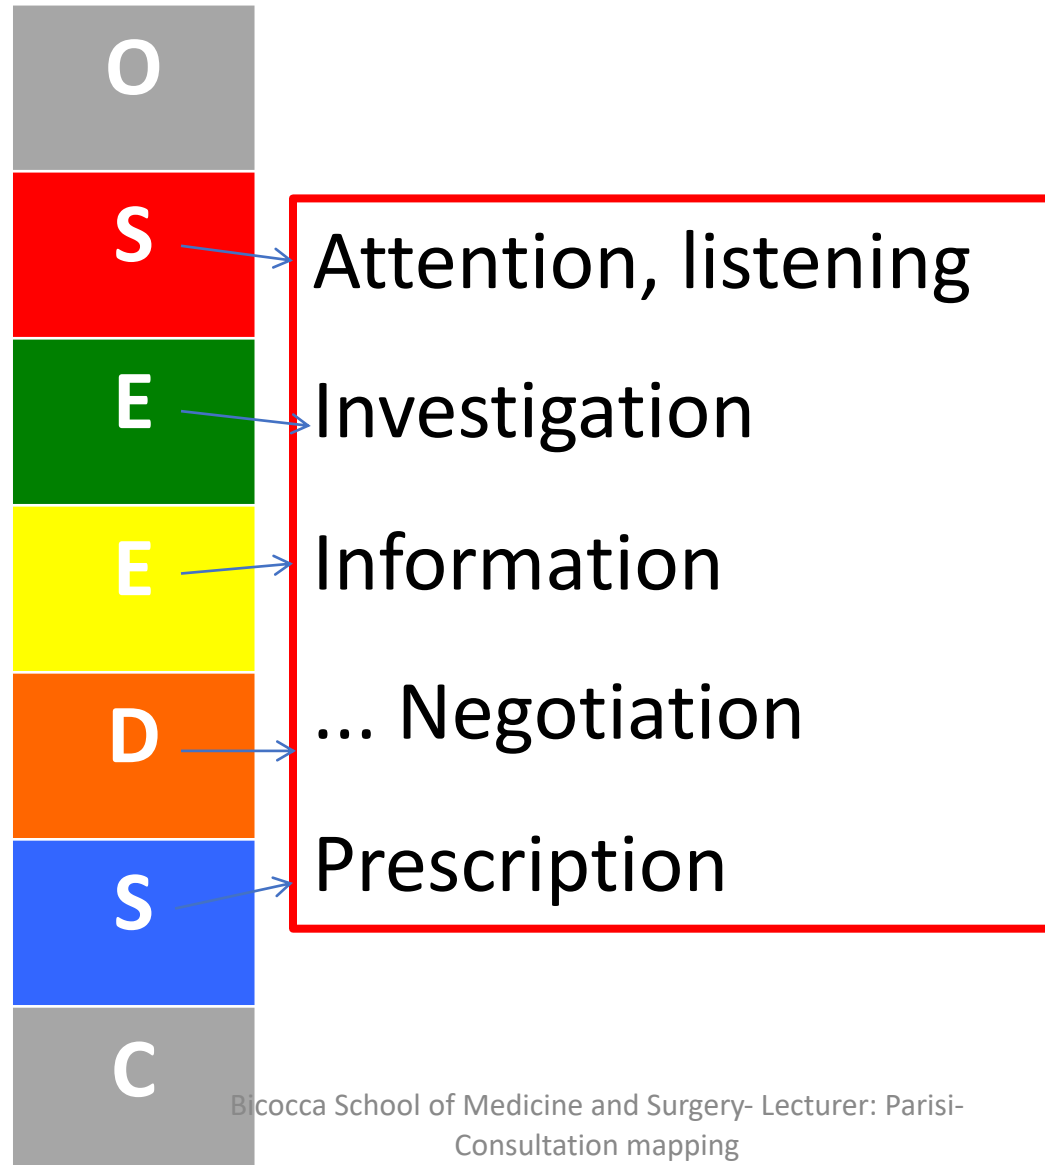 O
S
Attention, listening
E
Investigation
E
Information
D
... Negotiation
S
Prescription
C
Bicocca School of Medicine and Surgery- Lecturer: Parisi-
Consultation mapping